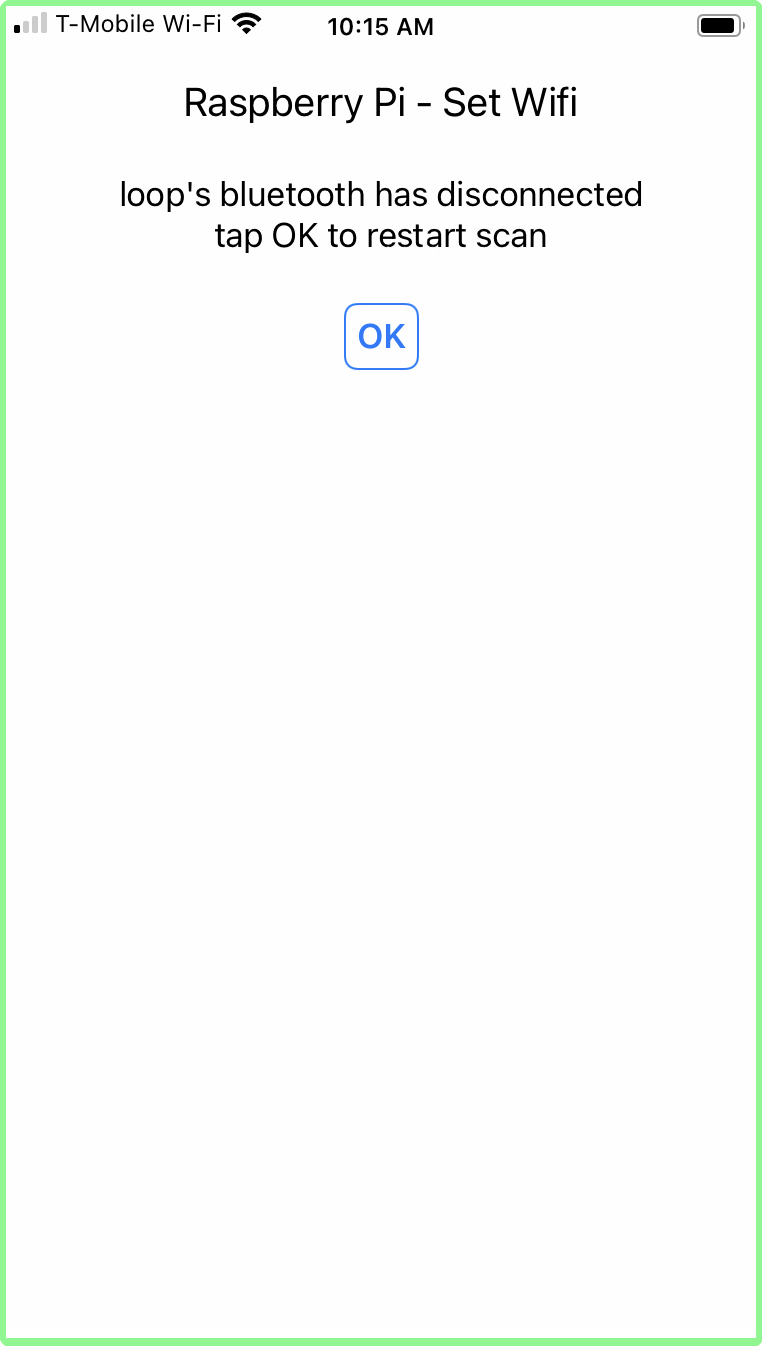 T-Mobile Wi-Fi 10:15 AM
Raspberry Pi - Set Wifi
loop's bluetooth has disconnected
tap OK to restart scan
OK